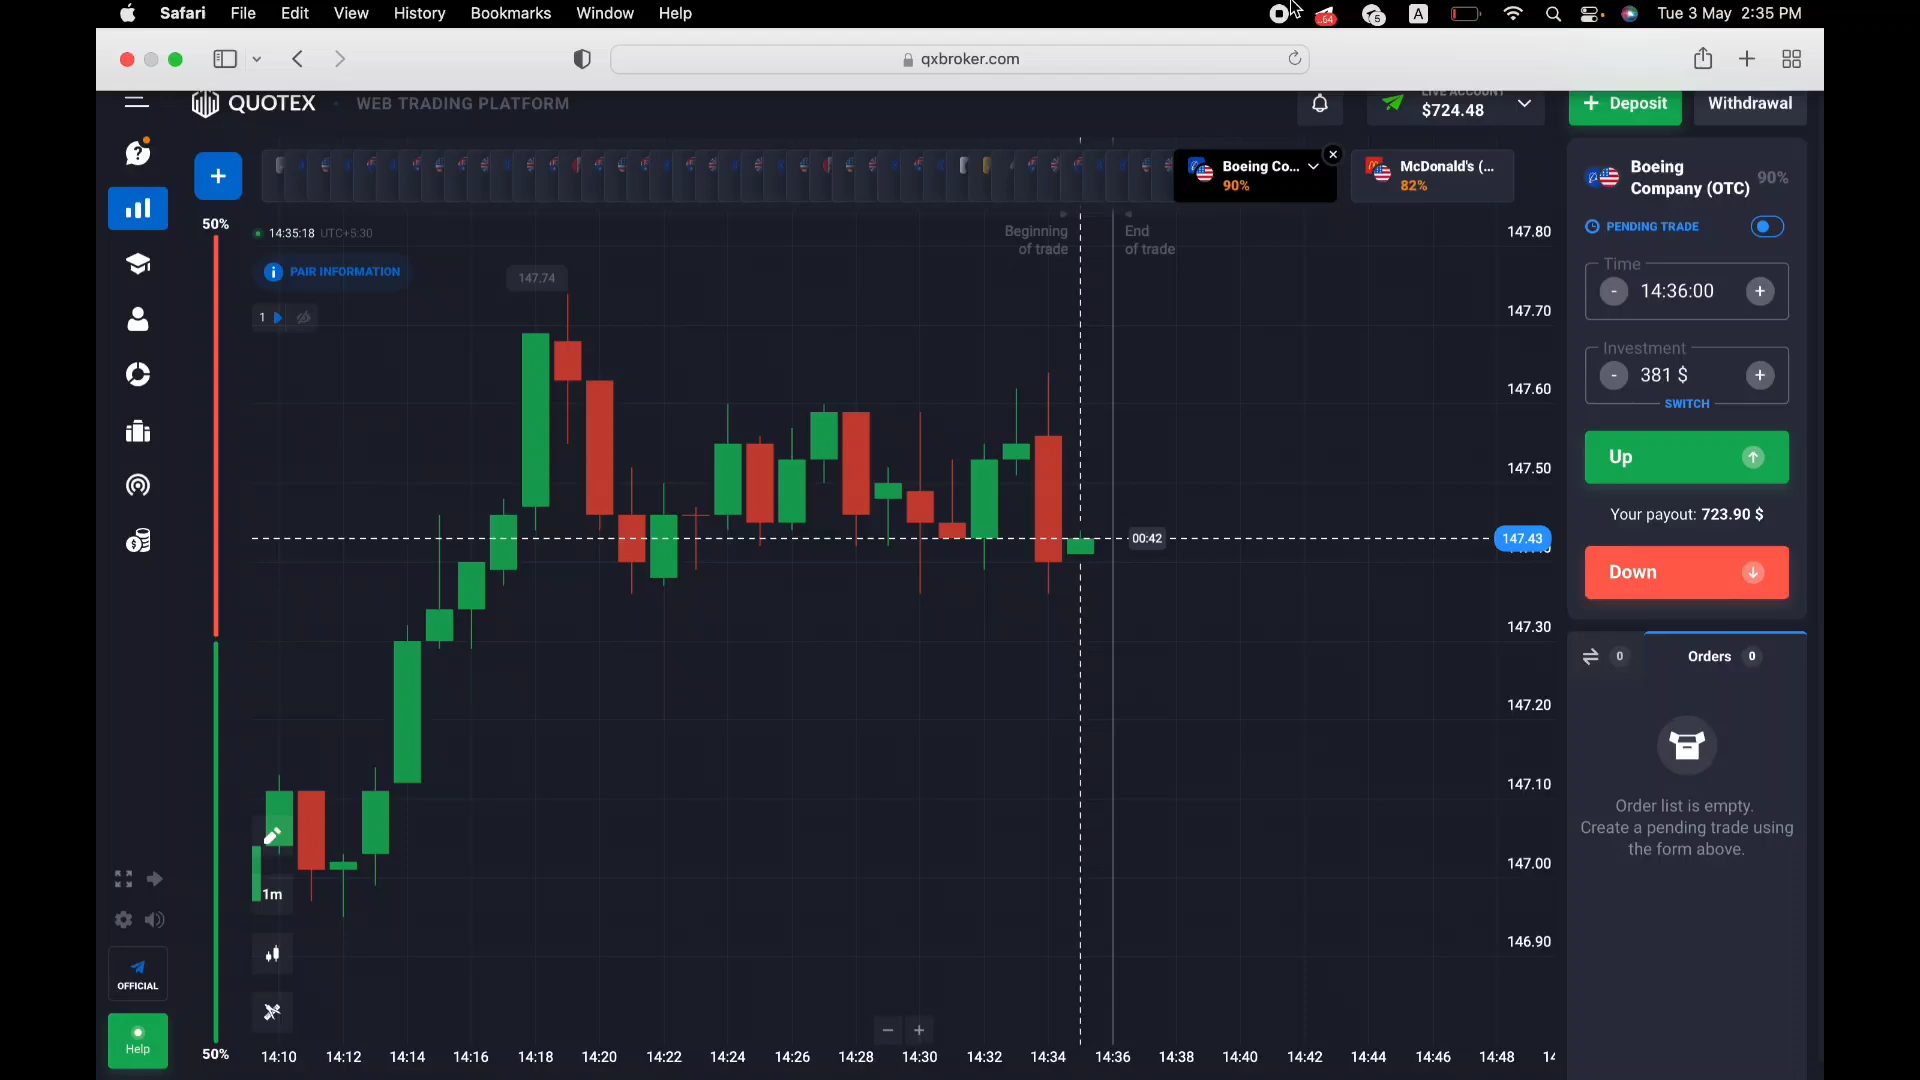 Safari File Edit View History Bookmarks Window Help
64
5
A
Tue 3 May 2:35 PM
qxbroker.com
QUOTEX
WEB TRADING PLATFORM
LIVE ACCOUNT
$724.48
+ Deposit
Withdrawal
Boeing Co...
90%
McDonald's (...
82%
Boeing
Company (OTC)
90%
50%
14:35:18 UTC+5:30
Beginning
of trade
End
of trade
PAIR INFORMATION
147.74
1
147.80
147.70
147.60
147.50
147.43
147.30
147.20
147.10
147.00
146.90
00:42
PENDING TRADE
Time
- 14:36:00 +
Investment
- 381 $ +
SWITCH
Up
Your payout: 723.90 $
Down
0
Orders 0
Order list is empty.
Create a pending trade using
the form above.
1m
OFFICIAL
Help
50%
14:10 14:12 14:14 14:16 14:18 14:20 14:22 14:24 14:26 14:28 14:30 14:32 14:34 14:36 14:38 14:40 14:42 14:44 14:46 14:48